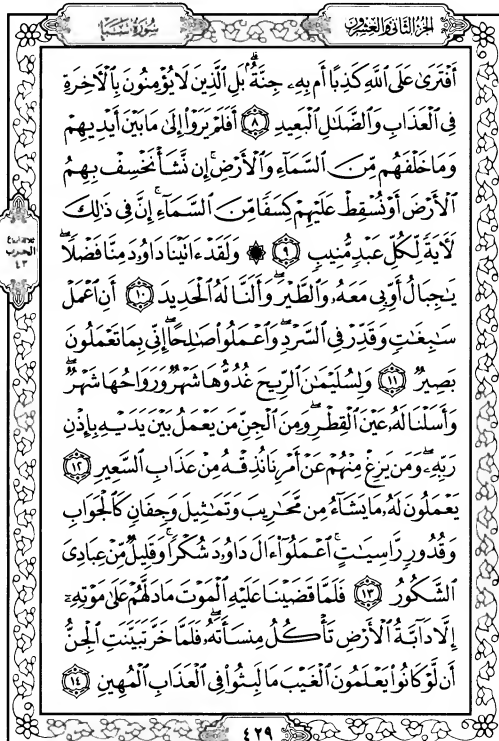 الجزء الثاني والعشرون
سورة سبإ
أَفْتَرَىٰ عَلَى ٱللَّهِ كَذِبًا أَم بِهِۦ جِنَّةٌۢ ۗ بَلِ ٱلَّذِينَ لَا يُؤْمِنُونَ بِٱلْءَاخِرَةِ
فِى ٱلْعَذَابِ وَٱلضَّلَٰلِ ٱلْبَعِيدِ ٨ أَفَلَمْ يَرَوْا۟ إِلَىٰ مَا بَيْنَ أَيْدِيهِمْ
وَمَا خَلْفَهُم مِّنَ ٱلسَّمَآءِ وَٱلْأَرْضِ ۚ إِن نَّشَأْ نَخْسِفْ بِهِمُ
ٱلْأَرْضَ أَوْ نُسْقِطْ عَلَيْهِمْ كِسَفًا مِّنَ ٱلسَّمَآءِ ۚ إِنَّ فِى ذَٰلِكَ
لَءَايَةً لِّكُلِّ عَبْدٍ مُّنِيبٍ ٩ ۞ وَلَقَدْ ءَاتَيْنَا دَاوُۥدَ مِنَّا فَضْلًا ۖ
يَٰجِبَالُ أَوِّبِى مَعَهُۥ وَٱلطَّيْرَ ۖ وَأَلَنَّا لَهُ ٱلْحَدِيدَ ١٠ أَنِ ٱعْمَلْ
سَٰبِغَٰتٍ وَقَدِّرْ فِى ٱلسَّرْدِ ۖ وَٱعْمَلُوا۟ صَٰلِحًا ۖ إِنِّى بِمَا تَعْمَلُونَ
بَصِيرٌ ١١ وَلِسُلَيْمَٰنَ ٱلرِّيحَ غُدُوُّهَا شَهْرٌ وَرَوَاحُهَا شَهْرٌ ۖ
وَأَسَلْنَا لَهُۥ عَيْنَ ٱلْقِطْرِ ۖ وَمِنَ ٱلْجِنِّ مَن يَعْمَلُ بَيْنَ يَدَيْهِ بِإِذْنِ
رَبِّهِۦ ۖ وَمَن يَزِغْ مِنْهُمْ عَنْ أَمْرِنَا نُذِقْهُ مِنْ عَذَابِ ٱلسَّعِيرِ ١٢
يَعْمَلُونَ لَهُۥ مَا يَشَآءُ مِن مَّحَٰرِيبَ وَتَمَٰثِيلَ وَجِفَانٍ كَٱلْجَوَابِ
وَقُدُورٍ رَّاسِيَٰتٍ ۚ ٱعْمَلُوٓا۟ ءَالَ دَاوُۥدَ شُكْرًا ۚ وَقَلِيلٌ مِّنْ عِبَادِىَ
ٱلشَّكُورُ ١٣ فَلَمَّا قَضَيْنَا عَلَيْهِ ٱلْمَوْتَ مَا دَلَّهُمْ عَلَىٰ مَوْتِهِۦٓ
إِلَّا دَآبَّةُ ٱلْأَرْضِ تَأْكُلُ مِنسَأَتَهُۥ ۖ فَلَمَّا خَرَّ تَبَيَّنَتِ ٱلْجِنُّ
أَن لَّوْ كَانُوا۟ يَعْلَمُونَ ٱلْغَيْبَ مَا لَبِثُوا۟ فِى ٱلْعَذَابِ ٱلْمُهِينِ ١٤
الحزب
٤٣
٤٢٩